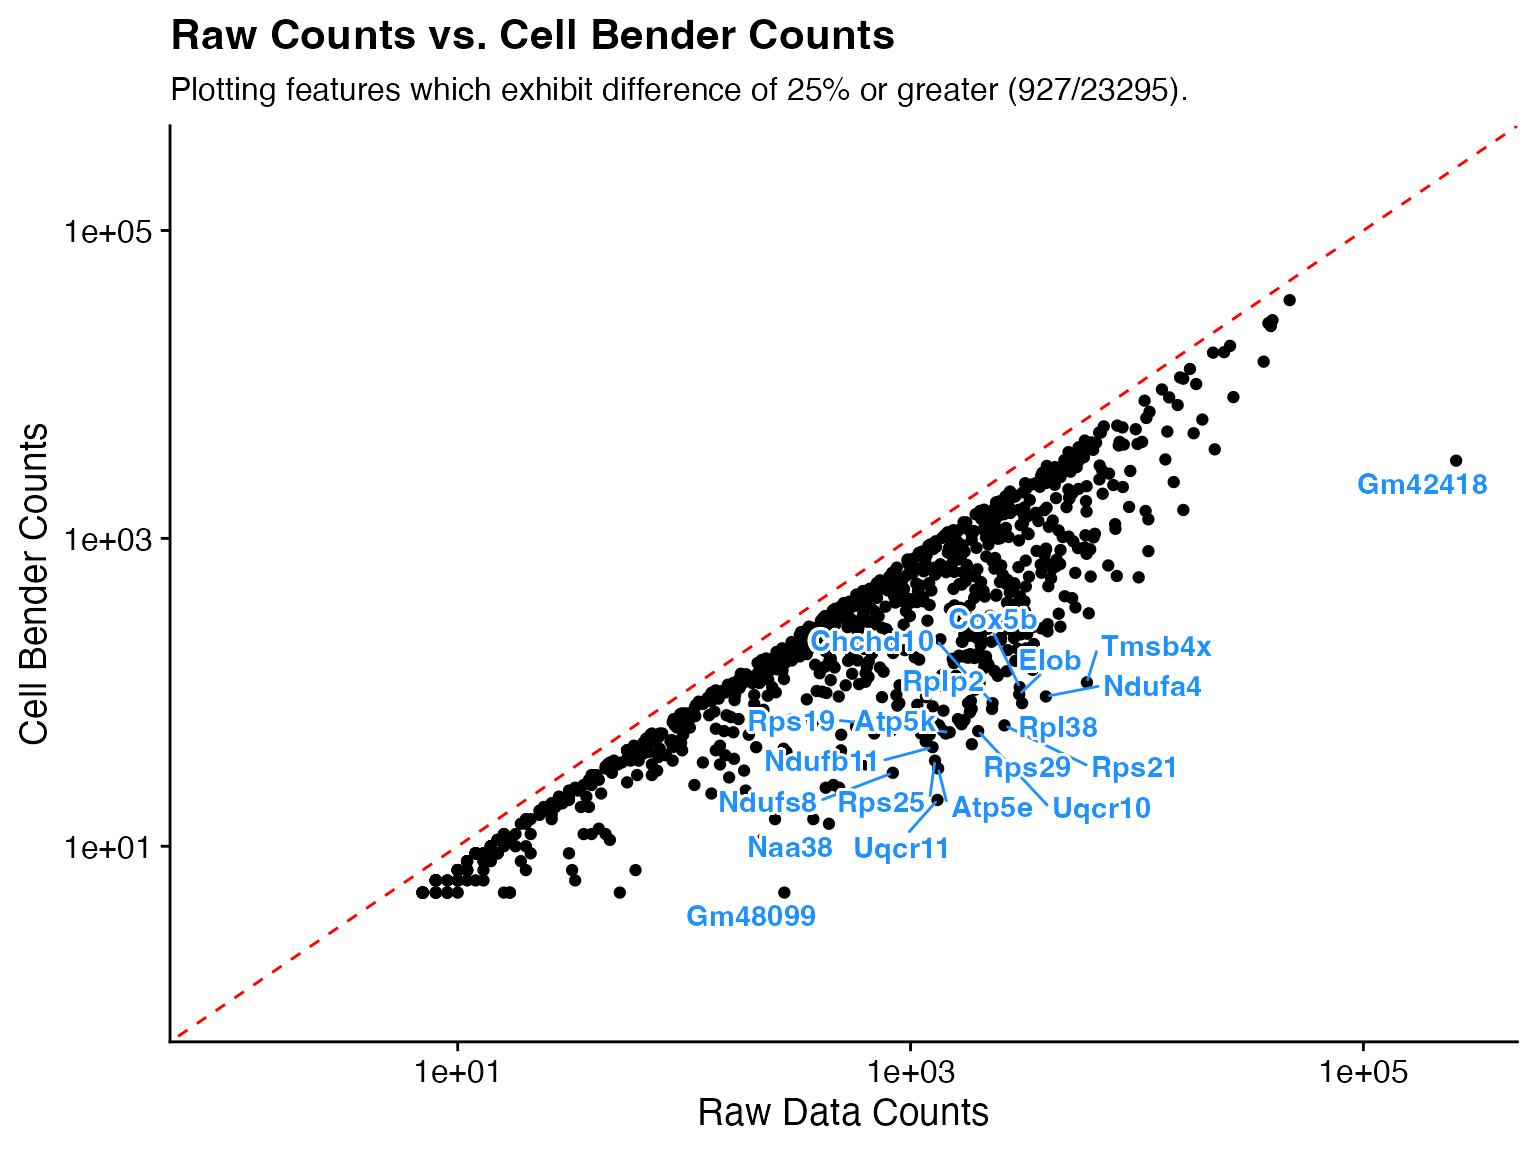 Raw Counts vs. Cell Bender Counts
Plotting features which exhibit difference of 25% or greater (927/23295).
Cell Bender Counts
1e+05
1e+03
1e+01
Gm42418
Cox5b
Chchd10
Elob
Tmsb4x
Rplp2
Ndufa4
Rps19
Atp5k
Rpl38
Ndufb11
Rps29
Rps21
Ndufs8
Rps25
Atp5e
Uqcr10
Naa38
Uqcr11
Gm48099
1e+01
1e+03
1e+05
Raw Data Counts